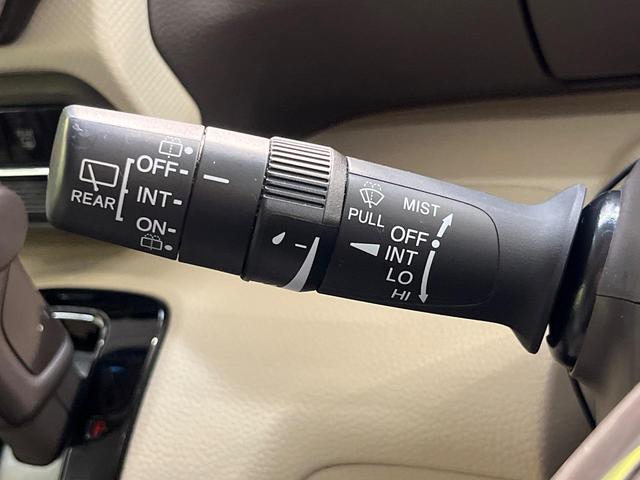 REAR
OFF
INT
ON
PULL
MIST
OFF
INT
LO
HI